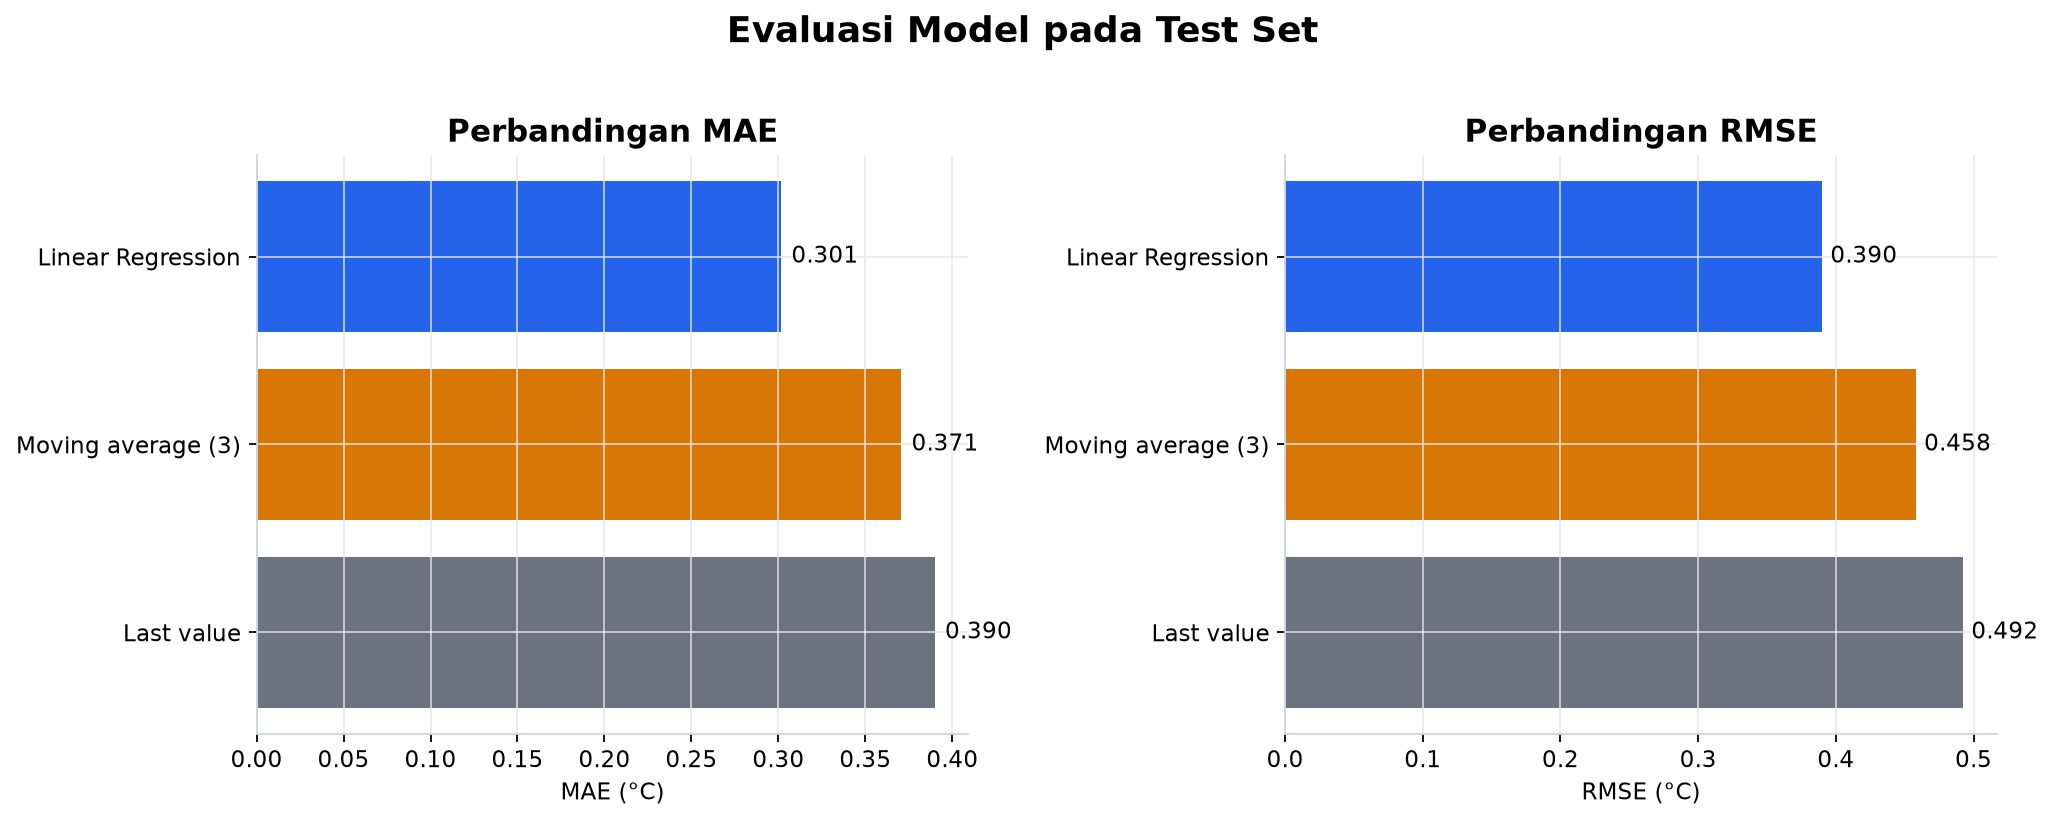 Evaluasi Model pada Test Set
Perbandingan MAE
Linear Regression
0.301
Moving average (3)
0.371
Last value
0.390
0.00 0.05 0.10 0.15 0.20 0.25 0.30 0.35 0.40
MAE (°C)
Perbandingan RMSE
Linear Regression
0.390
Moving average (3)
0.458
Last value
0.492
0.0 0.1 0.2 0.3 0.4 0.5
RMSE (°C)